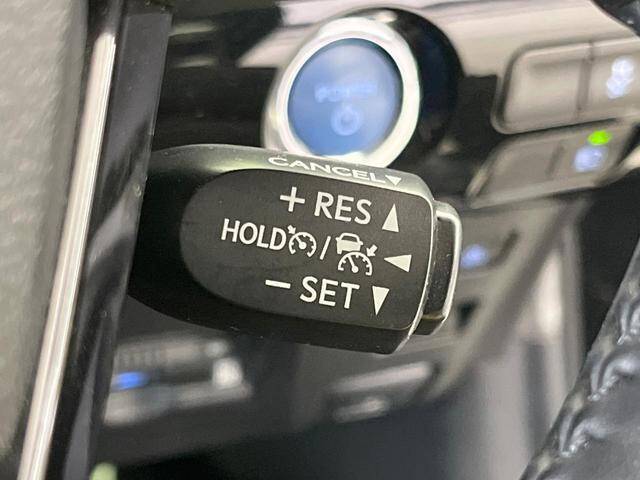 POWER
CANCEL▼
+ RES ▲
HOLD / ◀
- SET ▼